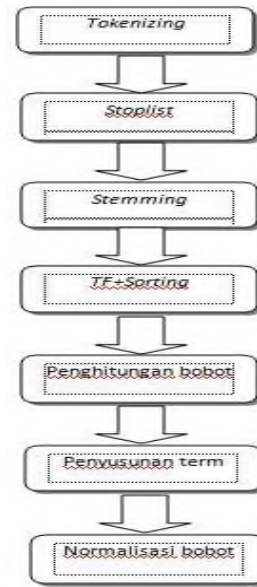 Tokenizing
Stoplist
Stemming
TF+Sorting
Penghitungan bobot
Penyusunan term
Normalisasi bobot